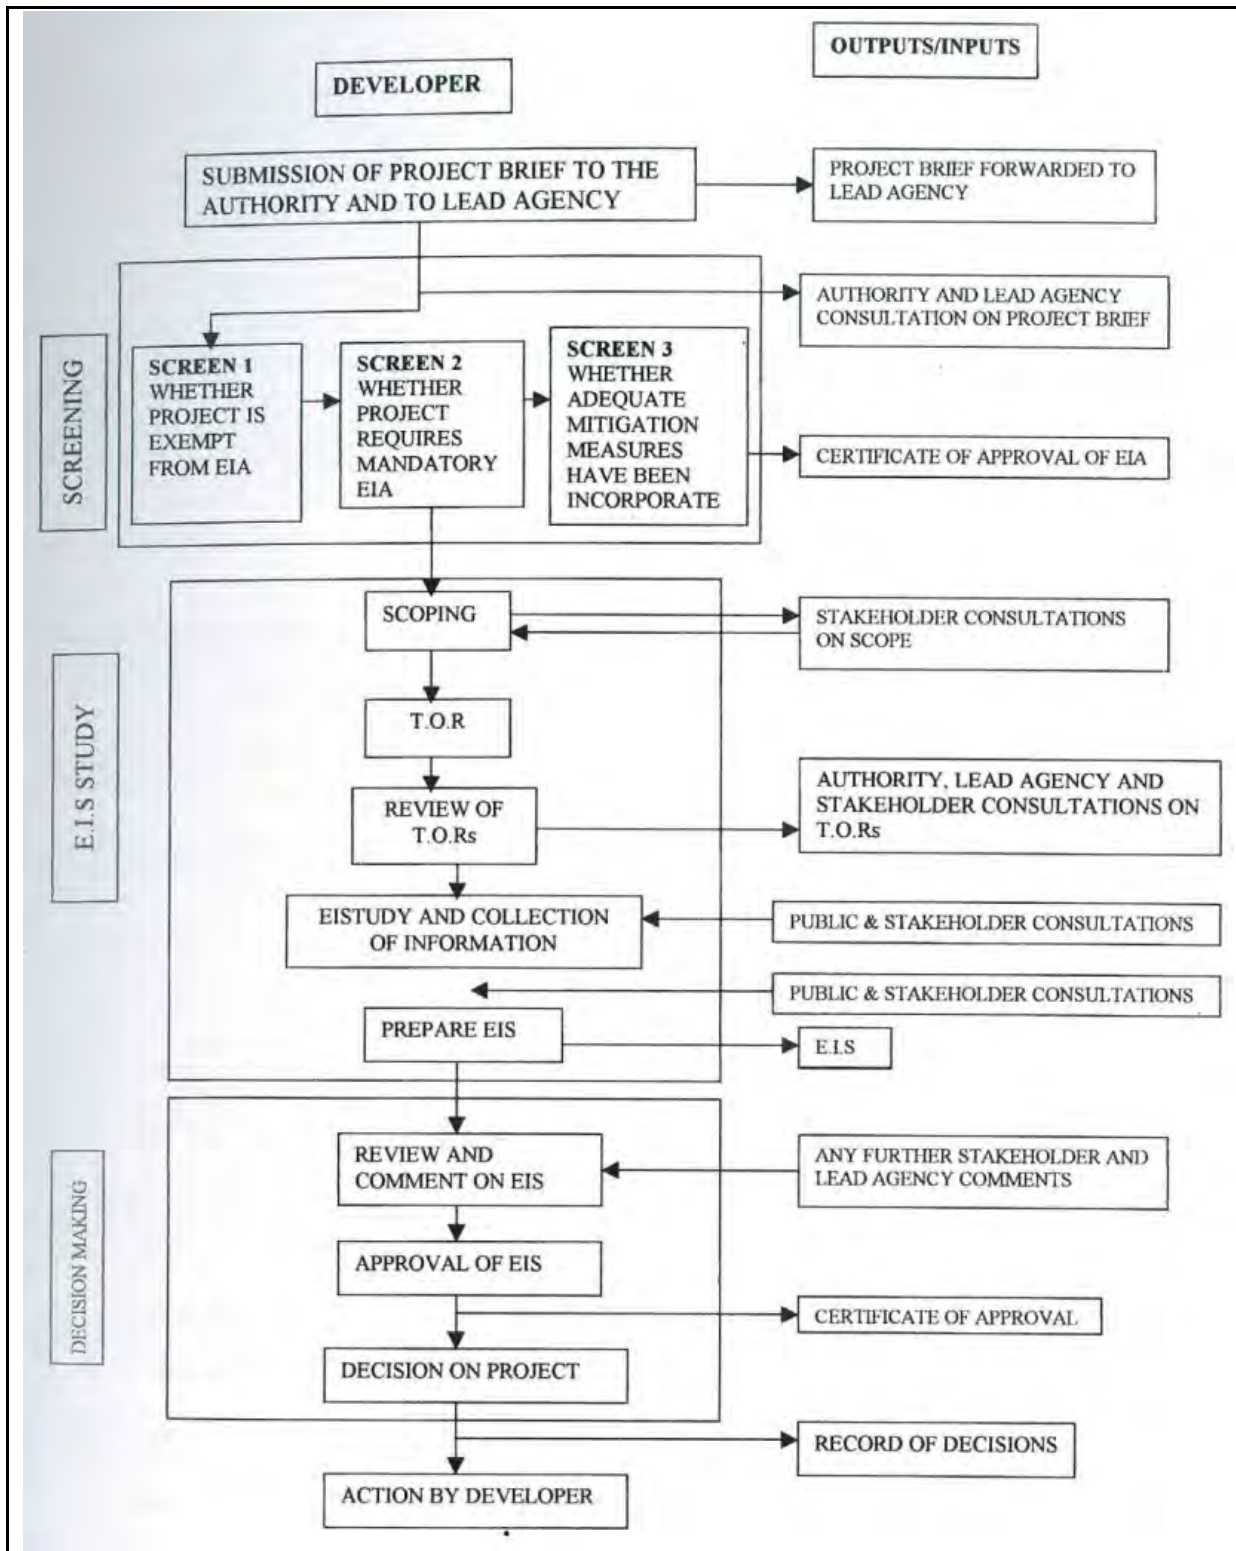 OUTPUTS/INPUTS
DEVELOPER
SUBMISSION OF PROJECT BRIEF TO THE
AUTHORITY AND TO LEAD AGENCY
PROJECT BRIEF FORWARDED TO
LEAD AGENCY
AUTHORITY AND LEAD AGENCY
CONSULTATION ON PROJECT BRIEF
SCREENING
SCREEN 1
WHETHER
PROJECT IS
EXEMPT
FROM EIA
SCREEN 2
WHETHER
PROJECT
REQUIRES
MANDATORY
EIA
SCREEN 3
WHETHER
ADEQUATE
MITIGATION
MEASURES
HAVE BEEN
INCORPORATE
CERTIFICATE OF APPROVAL OF EIA
E.I.S STUDY
SCOPING
STAKEHOLDER CONSULTATIONS
ON SCOPE
T.O.R
REVIEW OF
T.O.Rs
AUTHORITY, LEAD AGENCY AND
STAKEHOLDER CONSULTATIONS ON
T.O.Rs
EISTUDY AND COLLECTION
OF INFORMATION
PUBLIC & STAKEHOLDER CONSULTATIONS
PUBLIC & STAKEHOLDER CONSULTATIONS
PREPARE EIS
E.I.S
DECISION MAKING
REVIEW AND
COMMENT ON EIS
ANY FURTHER STAKEHOLDER AND
LEAD AGENCY COMMENTS
APPROVAL OF EIS
CERTIFICATE OF APPROVAL
DECISION ON PROJECT
RECORD OF DECISIONS
ACTION BY DEVELOPER